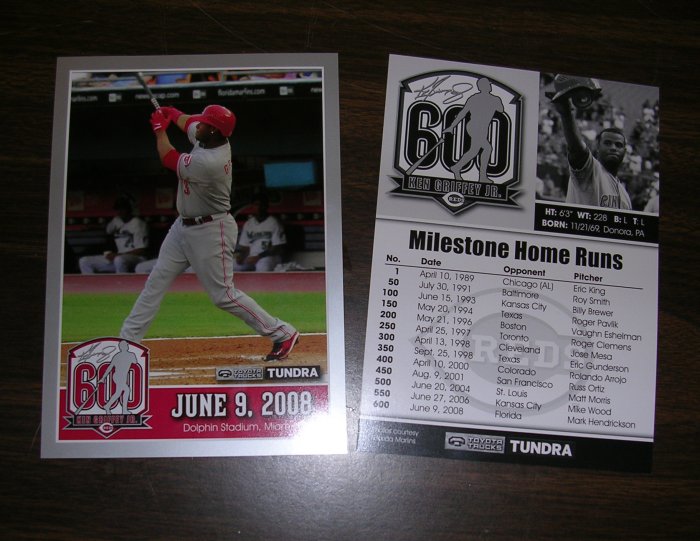 floridamarlins.com
600
KEN GRIFFEY JR.
REDS
TOYOTA TRUCKS TUNDRA
JUNE 9, 2008
Dolphin Stadium, Miami
600
KEN GRIFFEY JR.
REDS
HT: 6'3" WT: 228 B: L T: L
BORN: 11/21/69, Donora, PA
Milestone Home Runs
No. Date Opponent Pitcher
1 April 10, 1989 Chicago (AL) Eric King
50 July 30, 1991 Baltimore Roy Smith
100 June 15, 1993 Kansas City Billy Brewer
150 May 20, 1994 Texas Roger Pavlik
200 May 21, 1996 Boston Vaughn Eshelman
250 April 25, 1997 Toronto Roger Clemens
300 April 13, 1998 Cleveland Jose Mesa
350 Sept. 25, 1998 Texas Eric Gunderson
400 April 10, 2000 Colorado Rolando Arrojo
450 Aug. 9, 2001 San Francisco Russ Ortiz
500 June 20, 2004 St. Louis Matt Morris
550 June 27, 2006 Kansas City Mike Wood
600 June 9, 2008 Florida Mark Hendrickson
REDS
courtesy
Marlins
TOYOTA TRUCKS TUNDRA